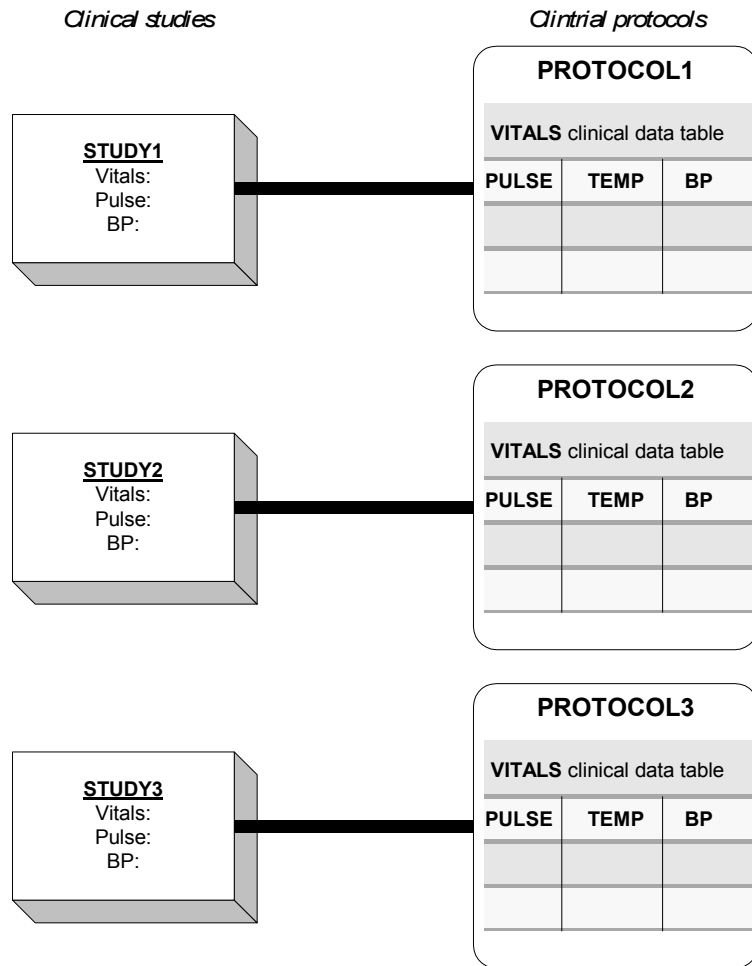 Clinical studies
Clintrial protocols
STUDY1
Vitals:
Pulse:
BP:
PROTOCOL1
VITALS clinical data table
PULSE TEMP BP
STUDY2
Vitals:
Pulse:
BP:
PROTOCOL2
VITALS clinical data table
PULSE TEMP BP
STUDY3
Vitals:
Pulse:
BP:
PROTOCOL3
VITALS clinical data table
PULSE TEMP BP